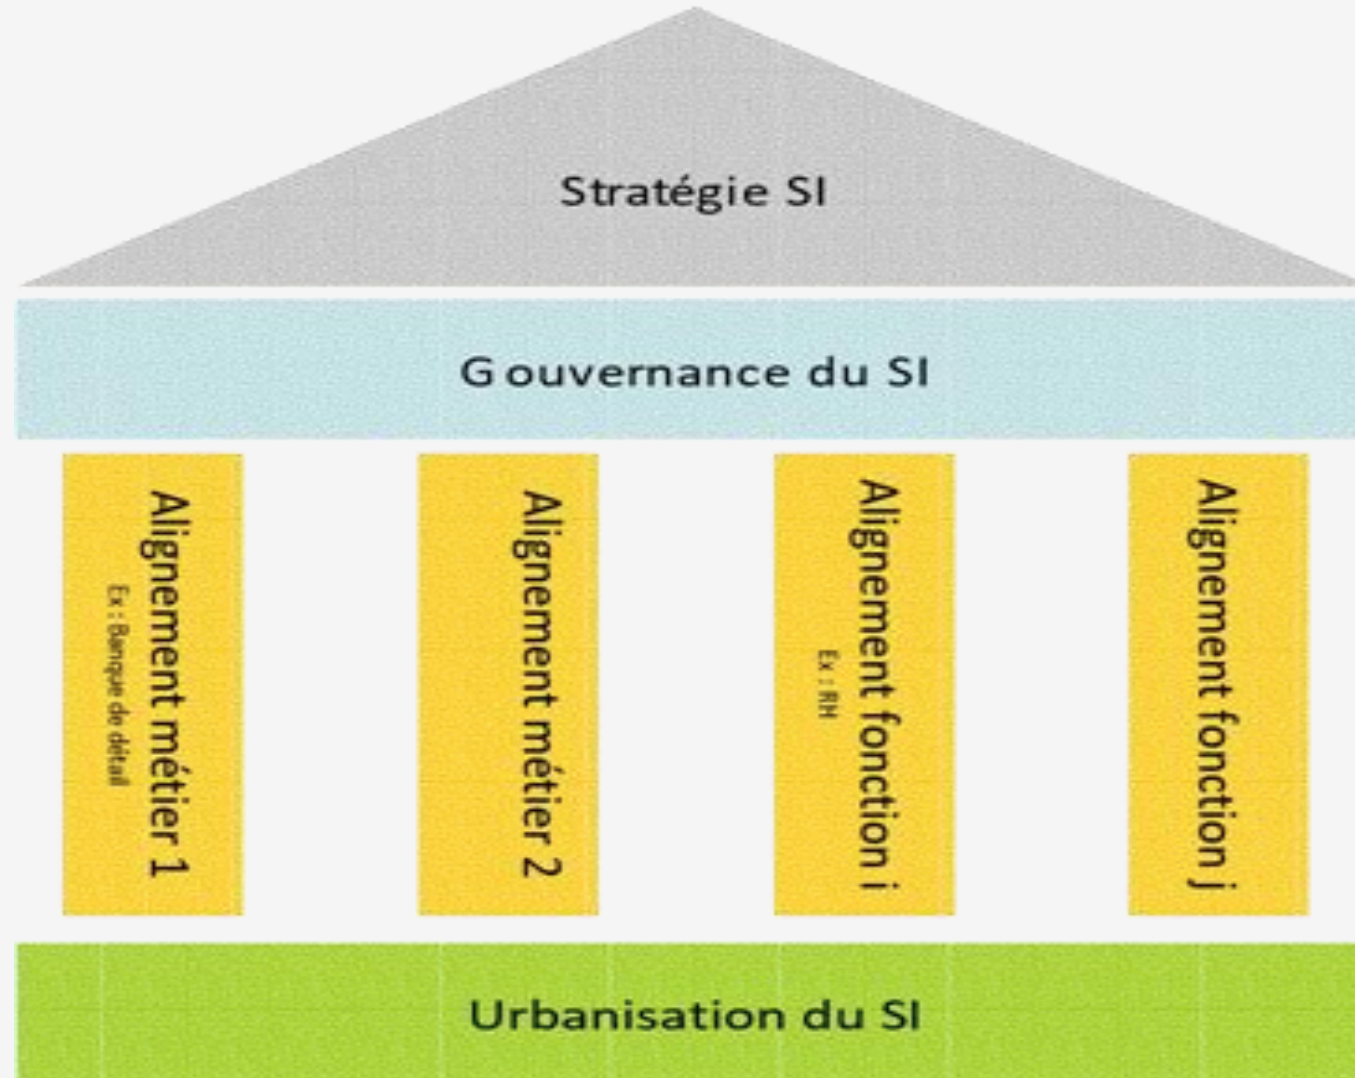 Stratégie SI
Gouvernance du SI
Alignement métier 1
Ex : Banque de détail
Alignement métier 2
Alignement fonction i
Ex : RH
Alignement fonction j
Urbanisation du SI